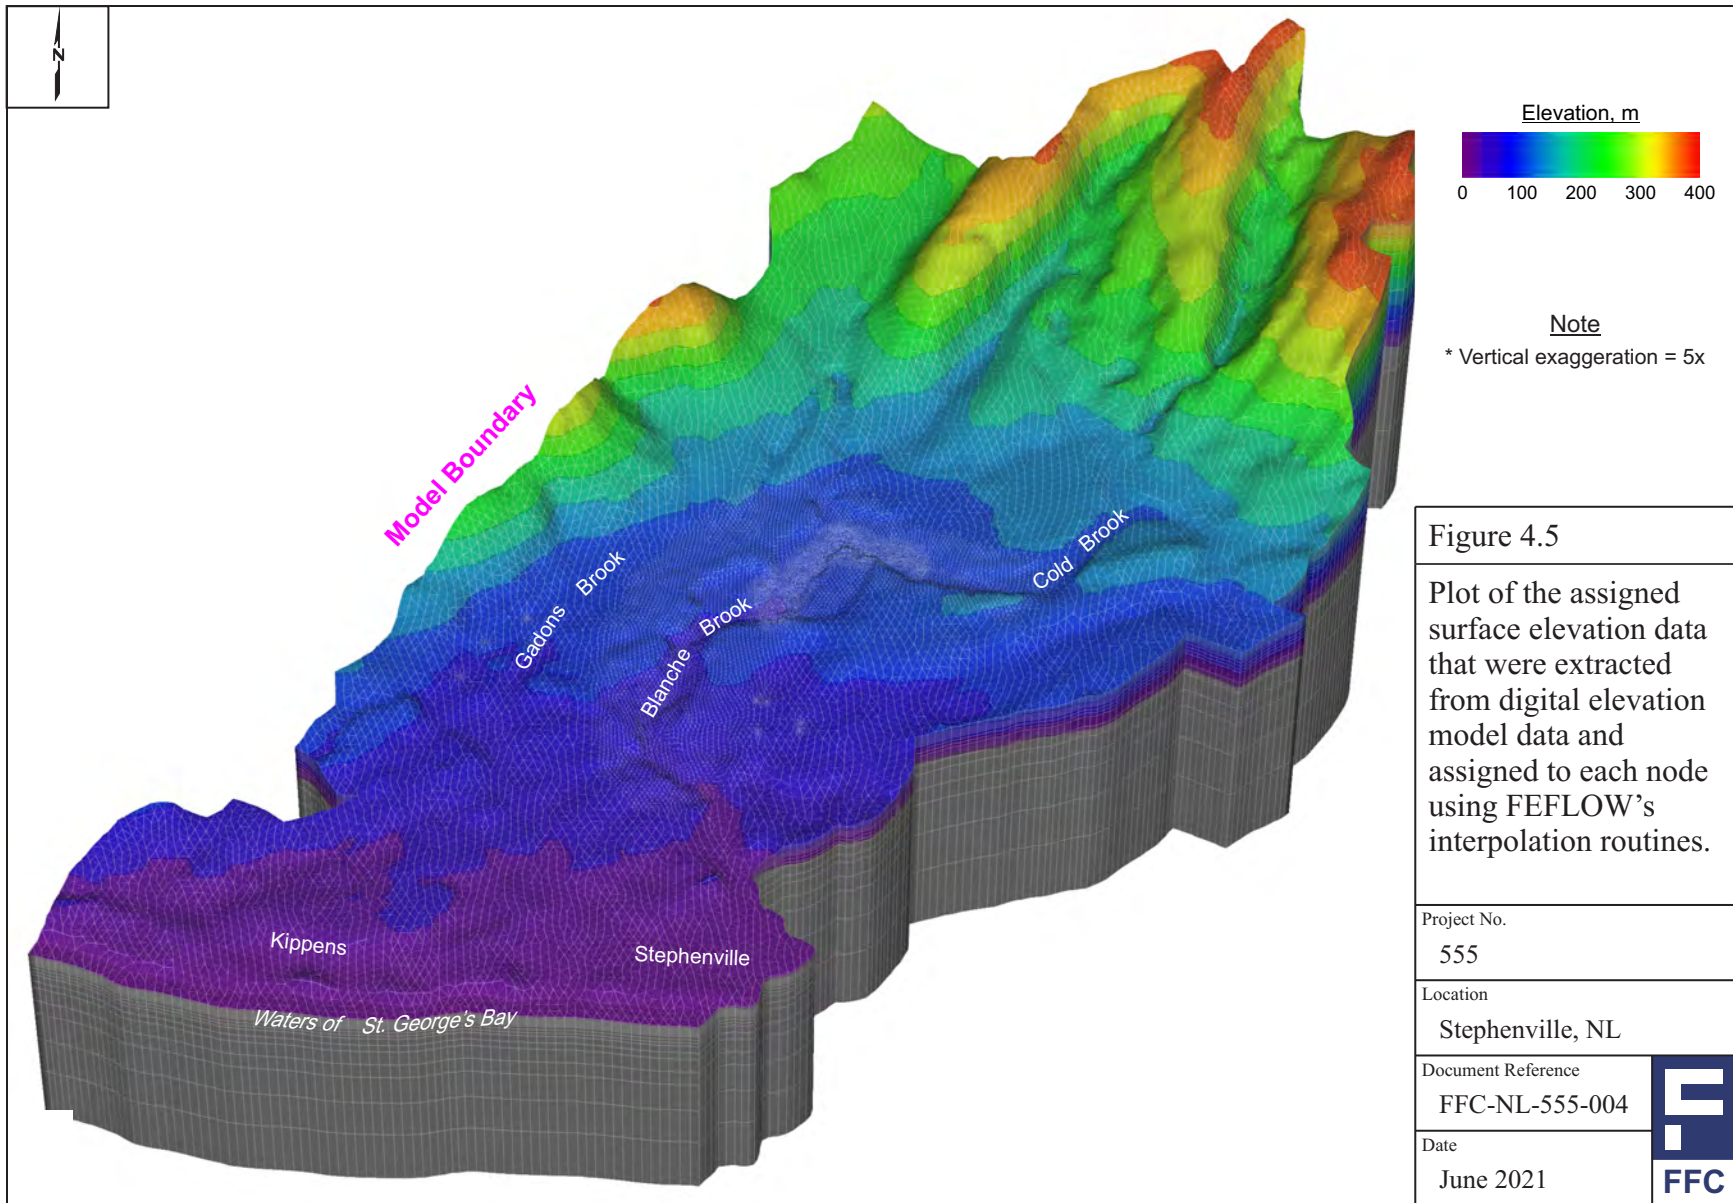 N
Elevation, m
0 100 200 300 400
Note
* Vertical exaggeration = 5x
Model Boundary
Gadons Brook
Blanche Brook
Cold Brook
Kippens
Stephenville
Waters of St. George's Bay
Figure 4.5
Plot of the assigned
surface elevation data
that were extracted
from digital elevation
model data and
assigned to each node
using FEFLOW’s
interpolation routines.
Project No.
555
Location
Stephenville, NL
Document Reference
FFC-NL-555-004
Date
June 2021
FFC